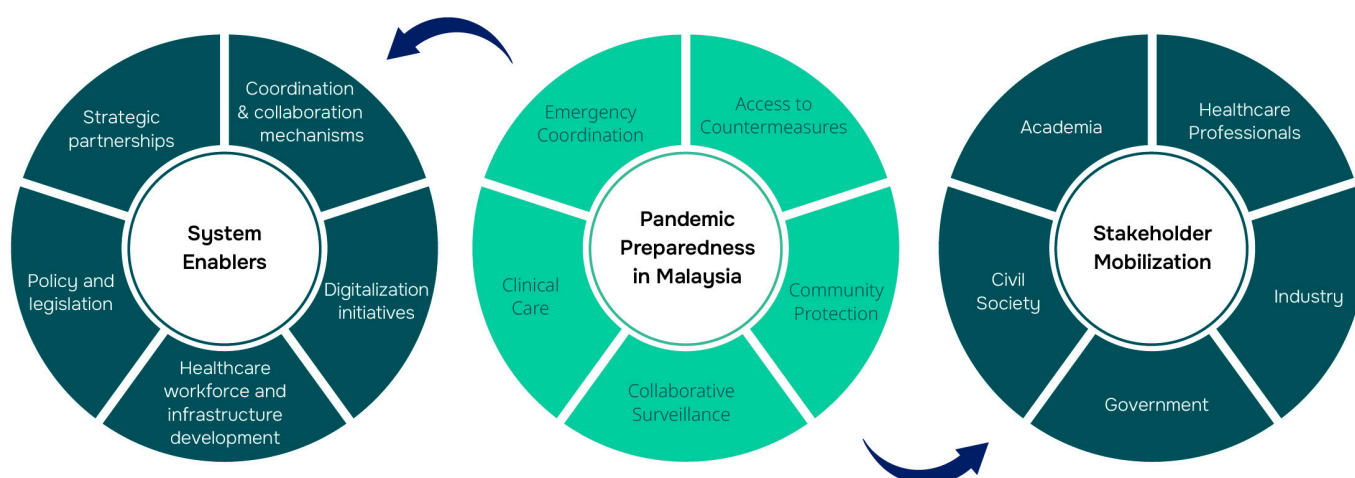 Strategic
partnerships
Coordination
& collaboration
mechanisms
Policy and
legislation
System
Enablers
Digitalization
initiatives
Healthcare
workforce and
infrastructure
development
Emergency
Coordination
Access to
Countermeasures
Clinical
Care
Pandemic
Preparedness
in Malaysia
Community
Protection
Collaborative
Surveillance
Academia
Healthcare
Professionals
Civil
Society
Stakeholder
Mobilization
Industry
Government